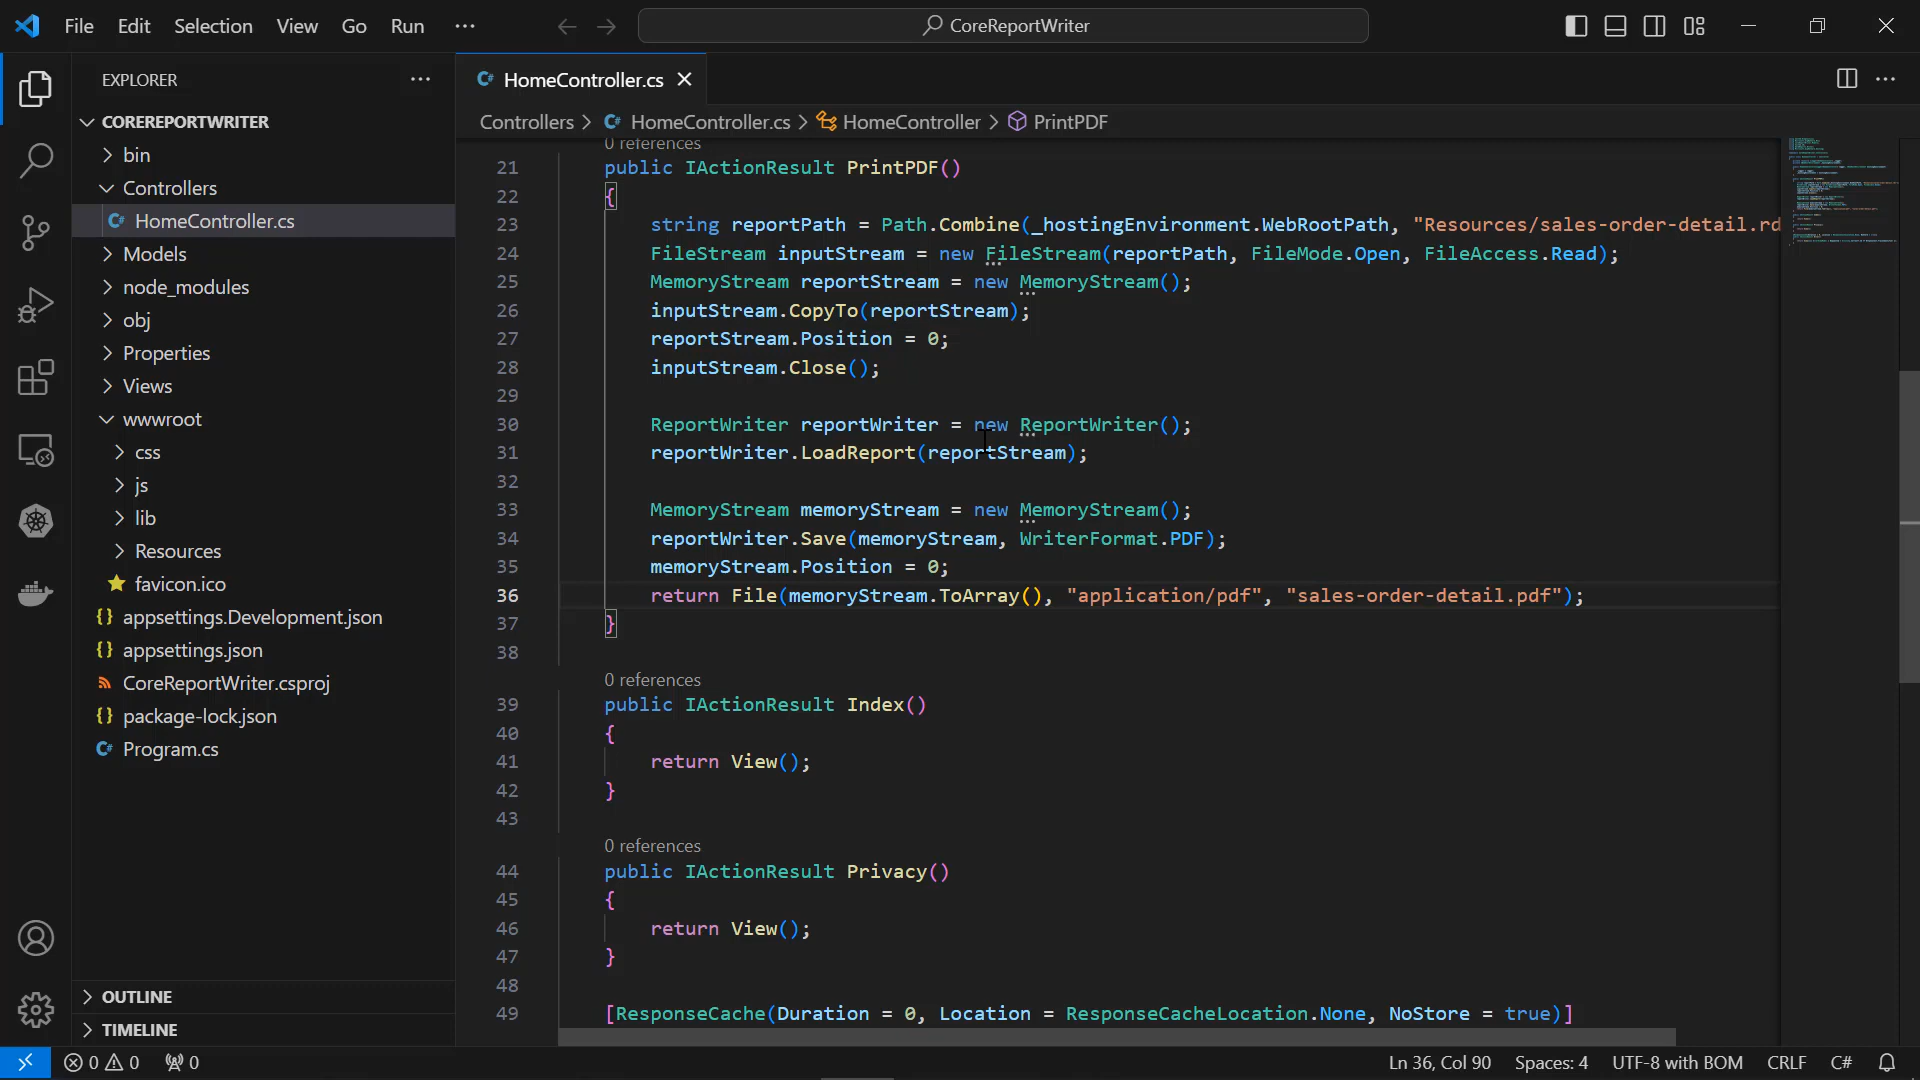 File Edit Selection View Go Run ... CoreReportWriter
EXPLORER ...
COREREPORTWRITER
bin
Controllers
HomeController.cs
Models
node_modules
obj
Properties
Views
wwwroot
css
js
lib
Resources
favicon.ico
appsettings.Development.json
appsettings.json
CoreReportWriter.csproj
package-lock.json
Program.cs
OUTLINE
TIMELINE
HomeController.cs
Controllers > HomeController.cs > HomeController > PrintPDF
0 references
21 public IActionResult PrintPDF()
22 {
23 string reportPath = Path.Combine(_hostingEnvironment.WebRootPath, "Resources/sales-order-detail.rd
24 FileStream inputStream = new FileStream(reportPath, FileMode.Open, FileAccess.Read);
25 MemoryStream reportStream = new MemoryStream();
26 inputStream.CopyTo(reportStream);
27 reportStream.Position = 0;
28 inputStream.Close();
29
30 ReportWriter reportWriter = new ReportWriter();
31 reportWriter.LoadReport(reportStream);
32
33 MemoryStream memoryStream = new MemoryStream();
34 reportWriter.Save(memoryStream, WriterFormat.PDF);
35 memoryStream.Position = 0;
36 return File(memoryStream.ToArray(), "application/pdf", "sales-order-detail.pdf");
37 }
38
0 references
39 public IActionResult Index()
40 {
41 return View();
42 }
43
0 references
44 public IActionResult Privacy()
45 {
46 return View();
47 }
48
49 [ResponseCache(Duration = 0, Location = ResponseCacheLocation.None, NoStore = true)]
0 0 0 Ln 36, Col 90 Spaces: 4 UTF-8 with BOM CRLF C#